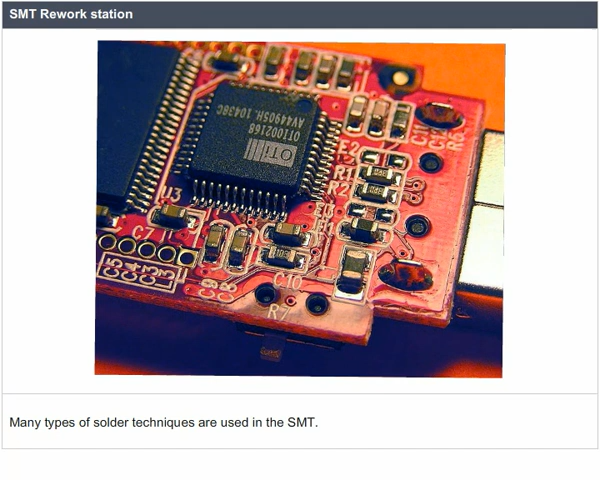 SMT Rework station
OTi
OTI002168
AV44905H. 10438C
E2
R1
R2
U3
C7
C10
R7
Many types of solder techniques are used in the SMT.